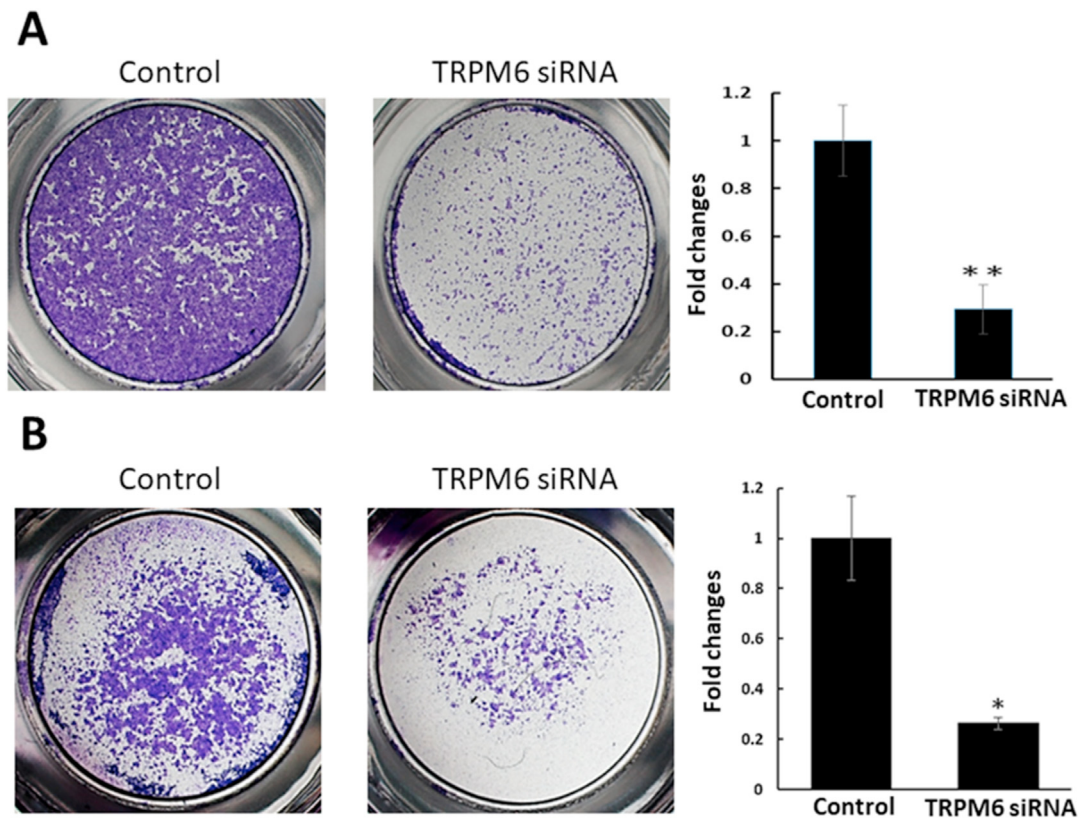 A
Control
TRPM6 siRNA
1.2
1
0.8
0.6
0.4
0.2
0
Fold changes
* *
Control
TRPM6 siRNA
B
Control
TRPM6 siRNA
1.2
1
0.8
0.6
0.4
0.2
0
Fold changes
*
Control
TRPM6 siRNA